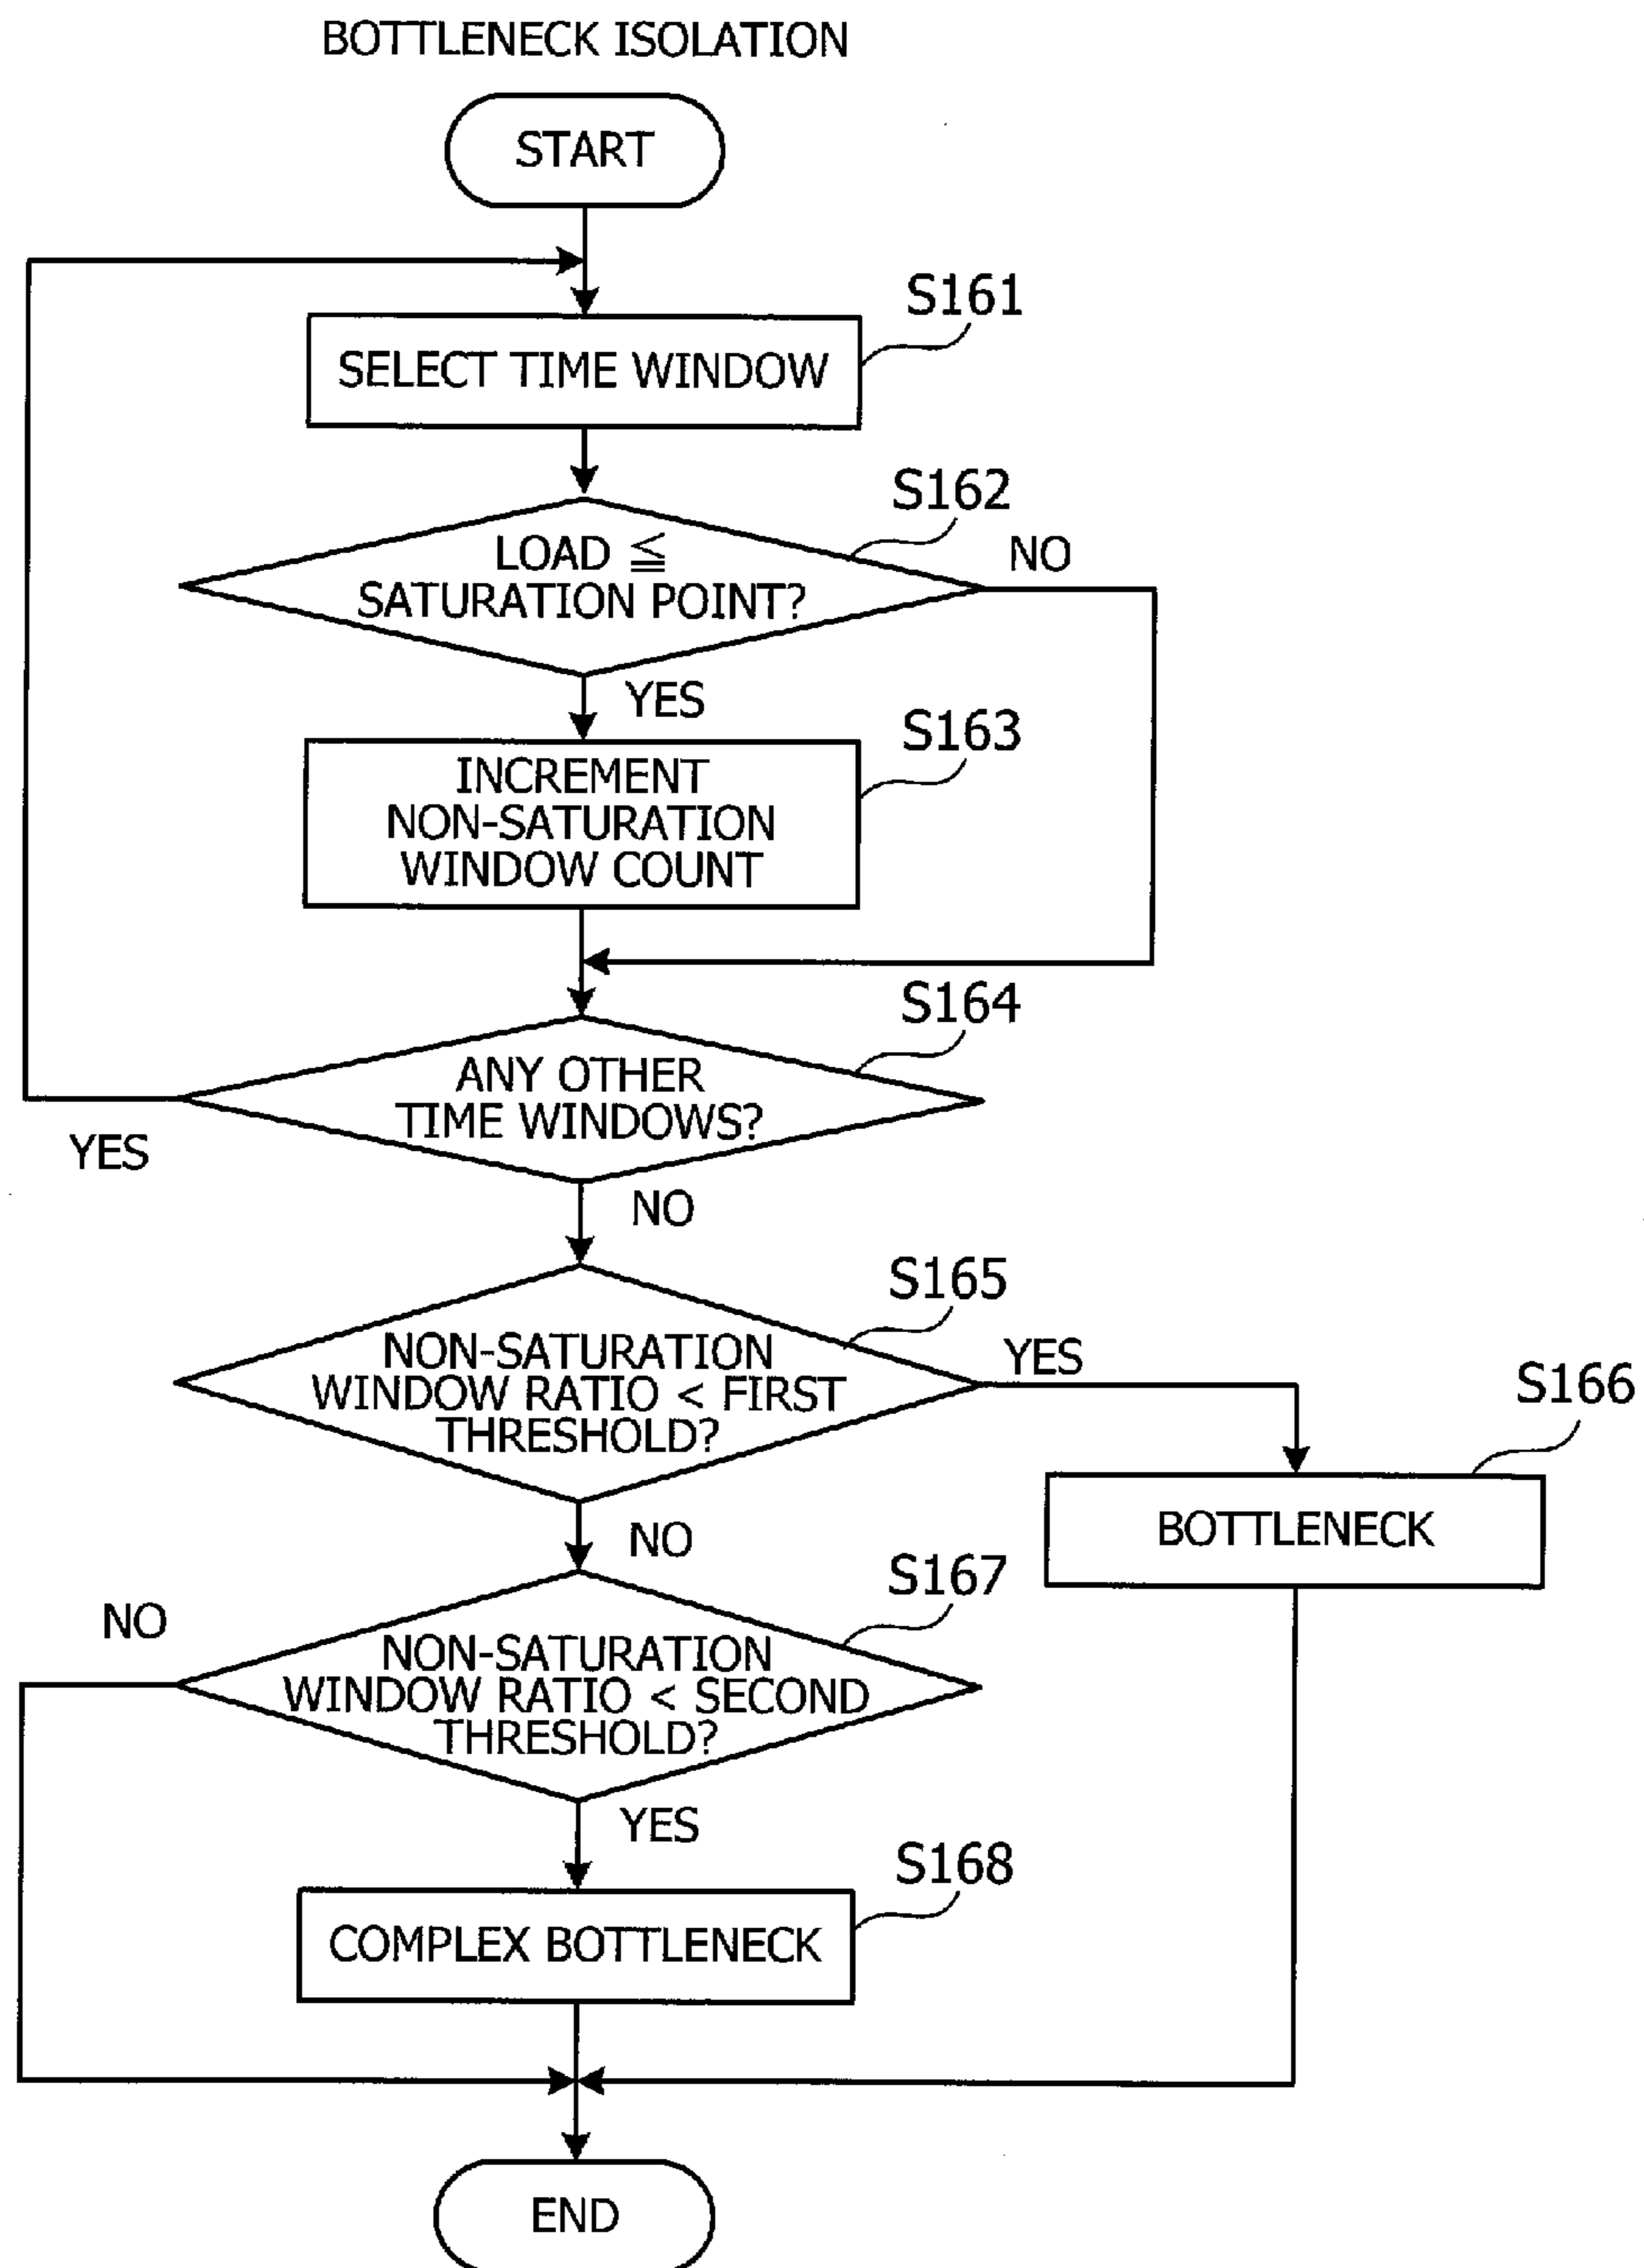 BOTTLENECK ISOLATION
START
S161
SELECT TIME WINDOW
S162
LOAD ≦
SATURATION POINT?
NO
YES
S163
INCREMENT
NON-SATURATION
WINDOW COUNT
S164
ANY OTHER
TIME WINDOWS?
YES
NO
S165
NON-SATURATION
WINDOW RATIO < FIRST
THRESHOLD?
YES
S166
BOTTLENECK
NO
S167
NO
NON-SATURATION
WINDOW RATIO < SECOND
THRESHOLD?
YES
S168
COMPLEX BOTTLENECK
END